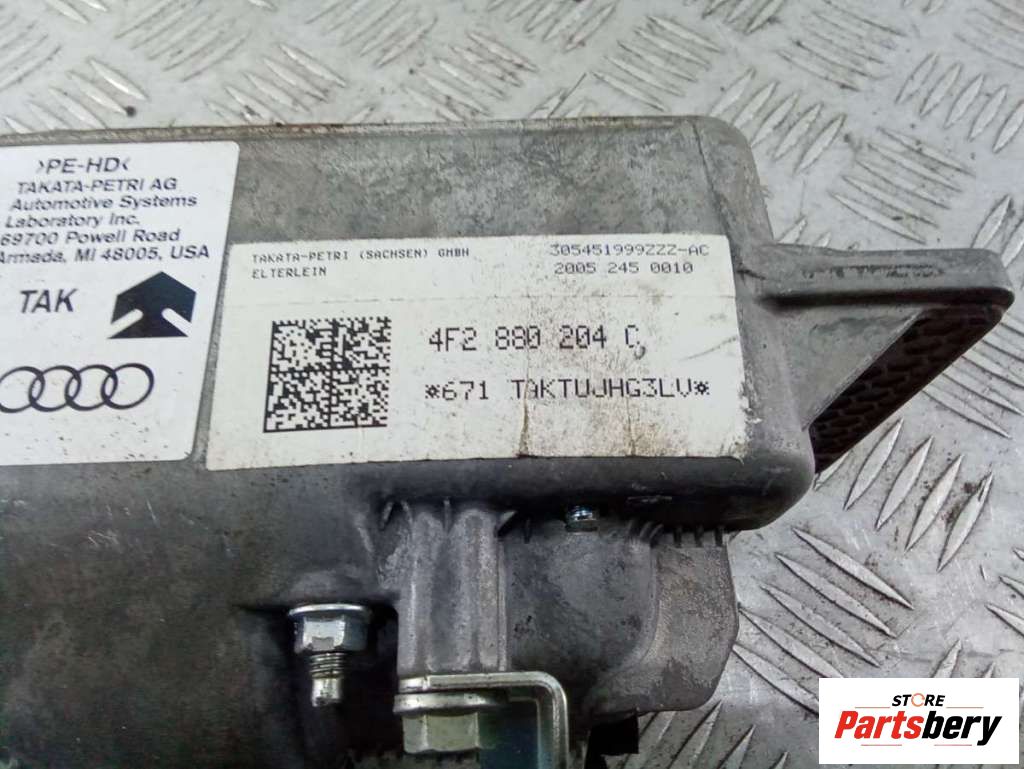 ›PE-HD‹
TAKATA-PETRI AG
Automotive Systems
Laboratory Inc.
69700 Powell Road
Armada, MI 48005, USA
TAK
TAKATA-PETRI (SACHSEN) GMBH
ELTERLEIN
305451999ZZZ-AC
2005 245 0010
4F2 880 204 C
*671 TAKTUJHG3LV*
STORE
Partsbery